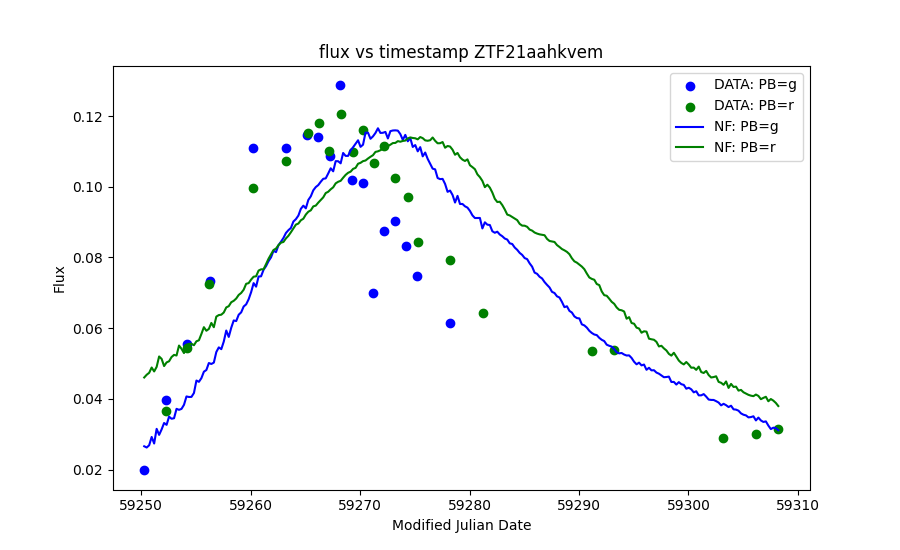 flux vs timestamp ZTF21aahkvem
DATA: PB=g
DATA: PB=r
NF: PB=g
NF: PB=r
0.12
0.10
0.08
0.06
0.04
0.02
Flux
59250 59260 59270 59280 59290 59300 59310
Modified Julian Date